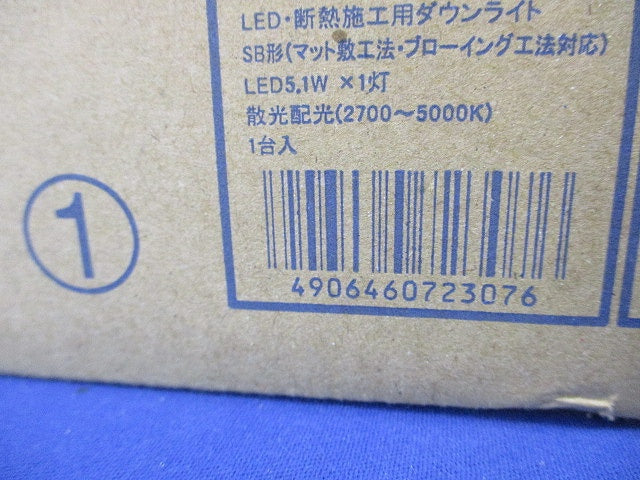 LED・断熱施工用ダウンライト
SB形(マット敷工法・ブローイング工法対応)
LED5.1W ×1灯
散光配光(2700～5000K)
1台入
4906460723076
1